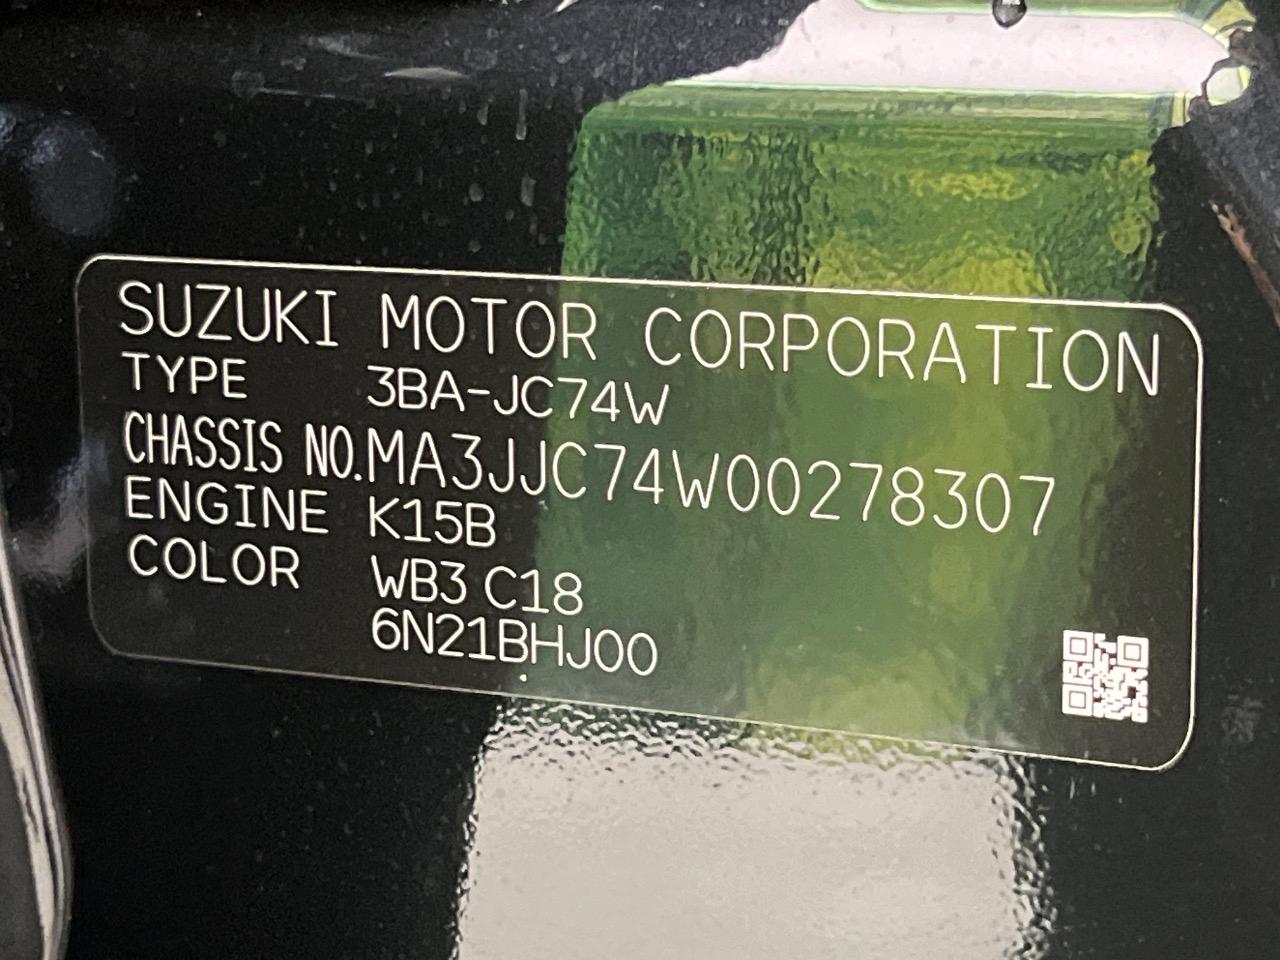 SUZUKI MOTOR CORPORATION
TYPE 3BA-JC74W
CHASSIS NO.MA3JJC74W00278307
ENGINE K15B
COLOR WB3 C18
6N21BHJ00